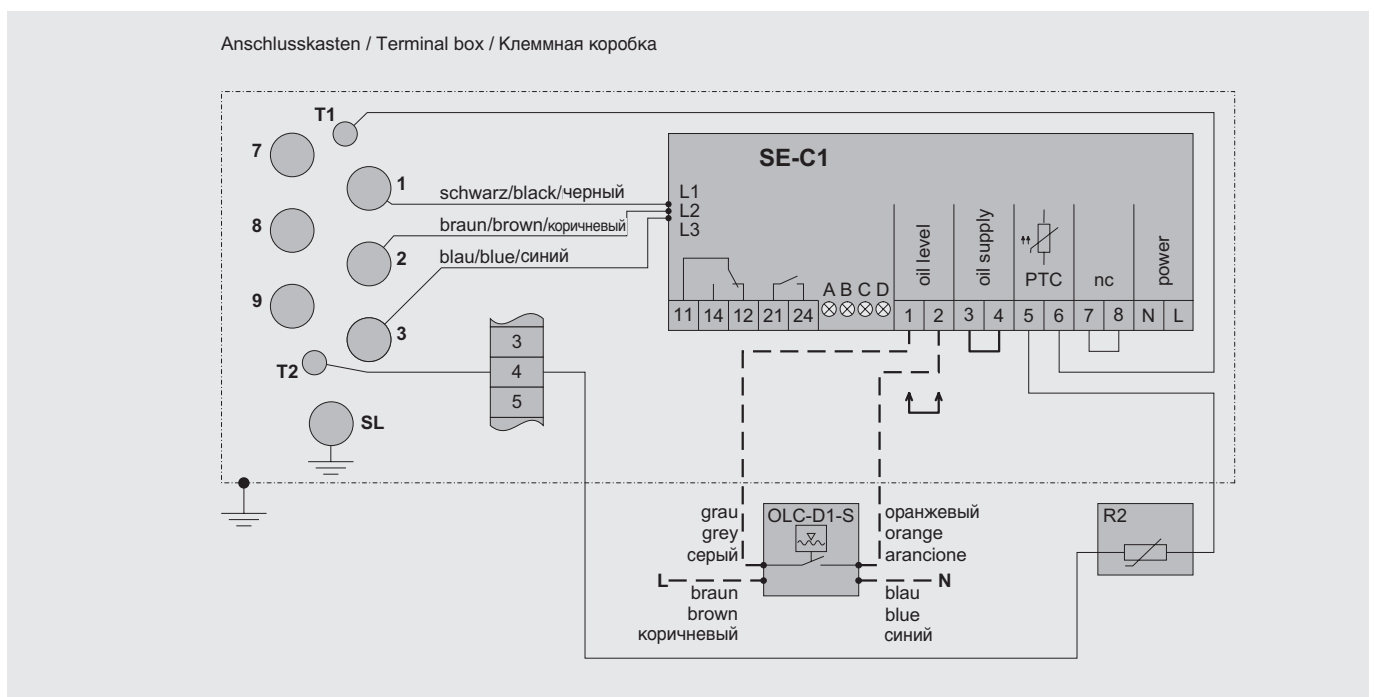 Anschlusskasten / Terminal box / Клеммная коробка
T1
7
SE-C1
1
schwarz/black/черный
L1
8
braun/brown/коричневый
L2
L3
2
blau/blue/синий
oil level
oil supply
PTC
nc
power
9
A B C D
11 14 12 21 24 1 2 3 4 5 6 7 8 N L
3
3
4
5
T2
SL
grau
grey
серый
OLC-D1-S
оранжевый
orange
arancione
R2
L
N
braun
brown
коричневый
blau
blue
синий